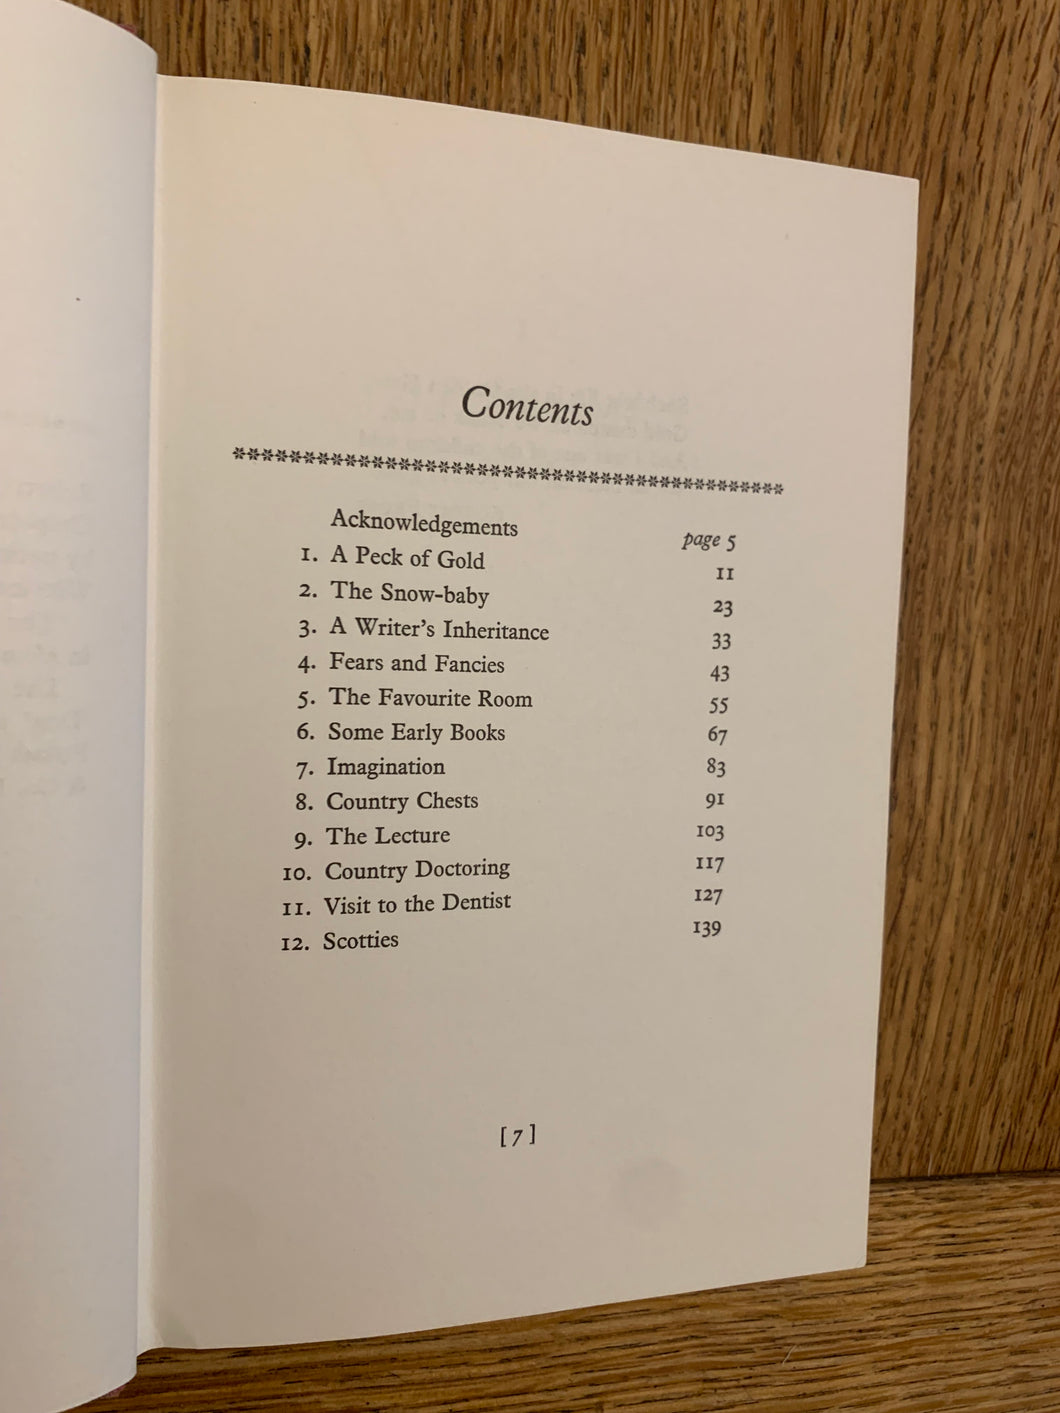 Contents
Acknowledgements page 5
1. A Peck of Gold 11
2. The Snow-baby 23
3. A Writer's Inheritance 33
4. Fears and Fancies 43
5. The Favourite Room 55
6. Some Early Books 67
7. Imagination 83
8. Country Chests 91
9. The Lecture 103
10. Country Doctoring 117
11. Visit to the Dentist 127
12. Scotties 139
[7]